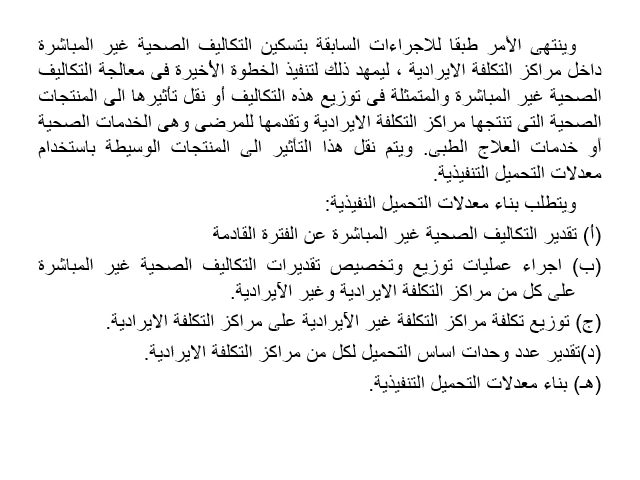 وينتهى الأمر طبقا للاجراءات السابقة بتسكين التكاليف الصحية غير المباشرة
داخل مراكز التكلفة الايرادية ، ليمهد ذلك لتنفيذ الخطوة الأخيرة فى معالجة التكاليف
الصحية غير المباشرة والمتمثلة فى توزيع هذه التكاليف أو نقل تأثيرها الى المنتجات
الصحية التى تنتجها مراكز التكلفة الايرادية وتقدمها للمرضى وهى الخدمات الصحية
أو خدمات العلاج الطبى. ويتم نقل هذا التأثير الى المنتجات الوسيطة باستخدام
معدلات التحميل التنفيذية.
ويتطلب بناء معدلات التحميل النفيذية:
(أ) تقدير التكاليف الصحية غير المباشرة عن الفترة القادمة
(ب) اجراء عمليات توزيع وتخصيص تقديرات التكاليف الصحية غير المباشرة
على كل من مراكز التكلفة الايرادية وغير الآيرادية.
(ج) توزيع تكلفة مراكز التكلفة غير الآيرادية على مراكز التكلفة الايرادية.
(د)تقدير عدد وحدات اساس التحميل لكل من مراكز التكلفة الايرادية.
(هـ) بناء معدلات التحميل التنفيذية.